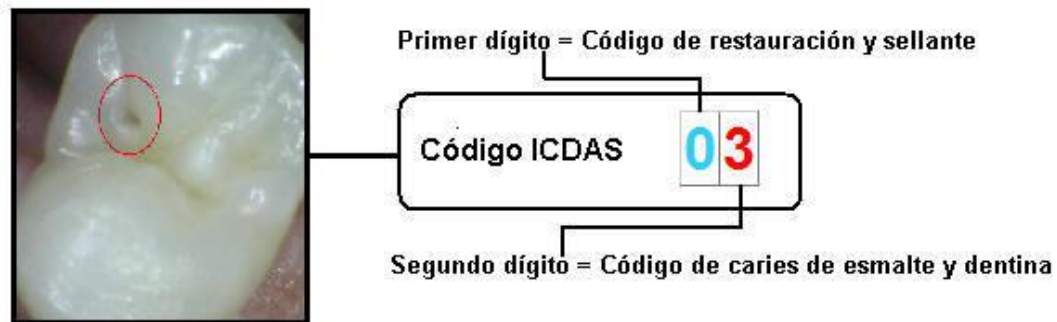 Primer dígito = Código de restauración y sellante
Código ICDAS 03
Segundo dígito = Código de caries de esmalte y dentina